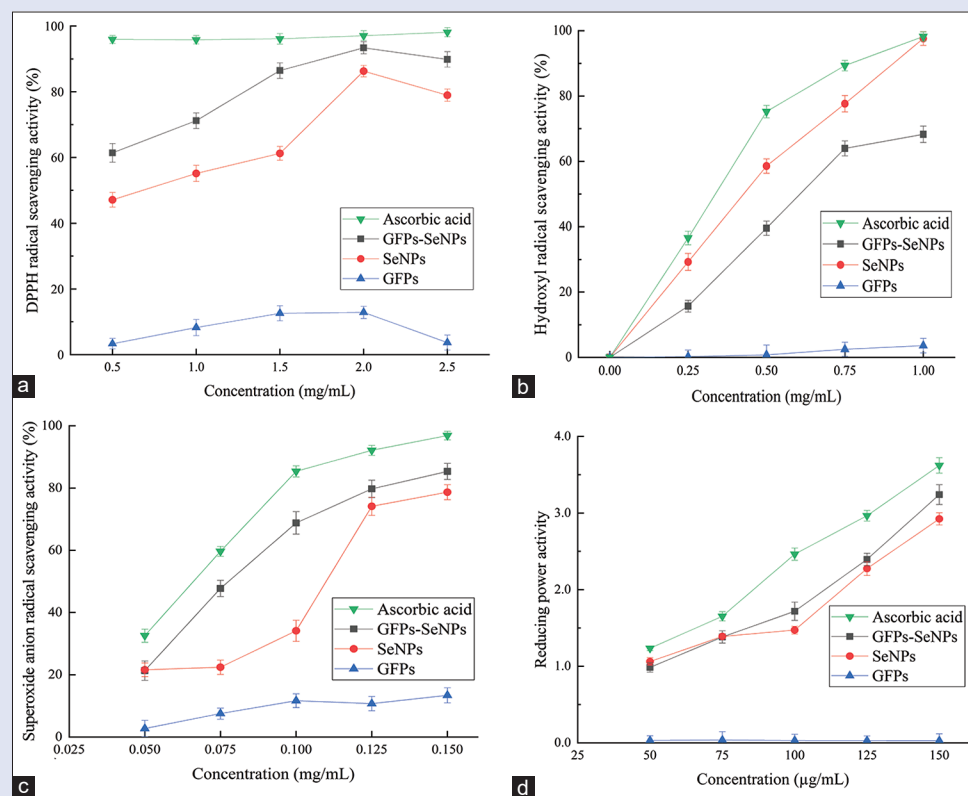 DPPH radical scavenging activity (%)
100
80
60
40
20
0
Ascorbic acid
GFPs-SeNPs
SeNPs
GFPs
0.5 1.0 1.5 2.0 2.5
Concentration (mg/mL)
a
Hydroxyl radical scavenging activity (%)
100
80
60
40
20
0
Ascorbic acid
GFPs-SeNPs
SeNPs
GFPs
0.00 0.25 0.50 0.75 1.00
Concentration (mg/mL)
b
Superoxide anion radical scavenging activity (%)
100
80
60
40
20
0
Ascorbic acid
GFPs-SeNPs
SeNPs
GFPs
0.025 0.050 0.075 0.100 0.125 0.150
Concentration (mg/mL)
c
Reducing power activity
4.0
3.0
2.0
1.0
0.0
Ascorbic acid
GFPs-SeNPs
SeNPs
GFPs
25 50 75 100 125 150
Concentration (µg/mL)
d